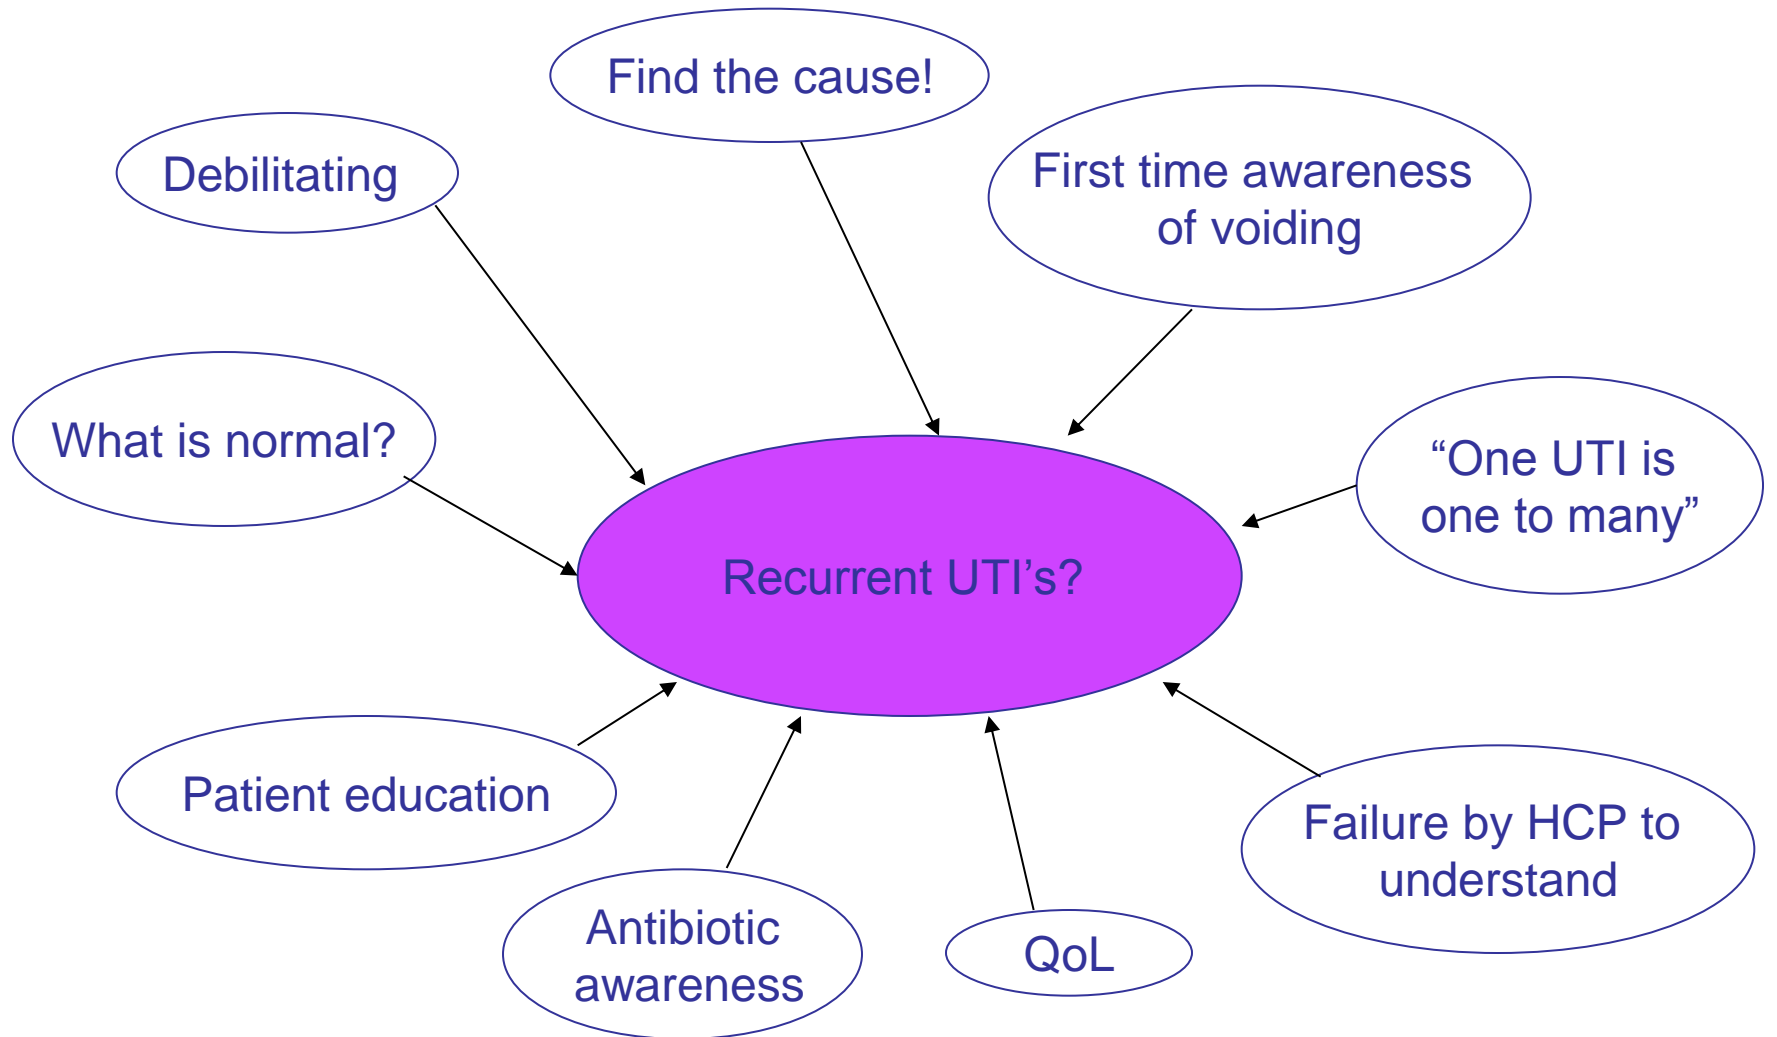 Find the cause!
Debilitating
First time awareness
of voiding
What is normal?
“One UTI is
one to many”
Recurrent UTI’s?
Patient education
Failure by HCP to
understand
Antibiotic
awareness
QoL